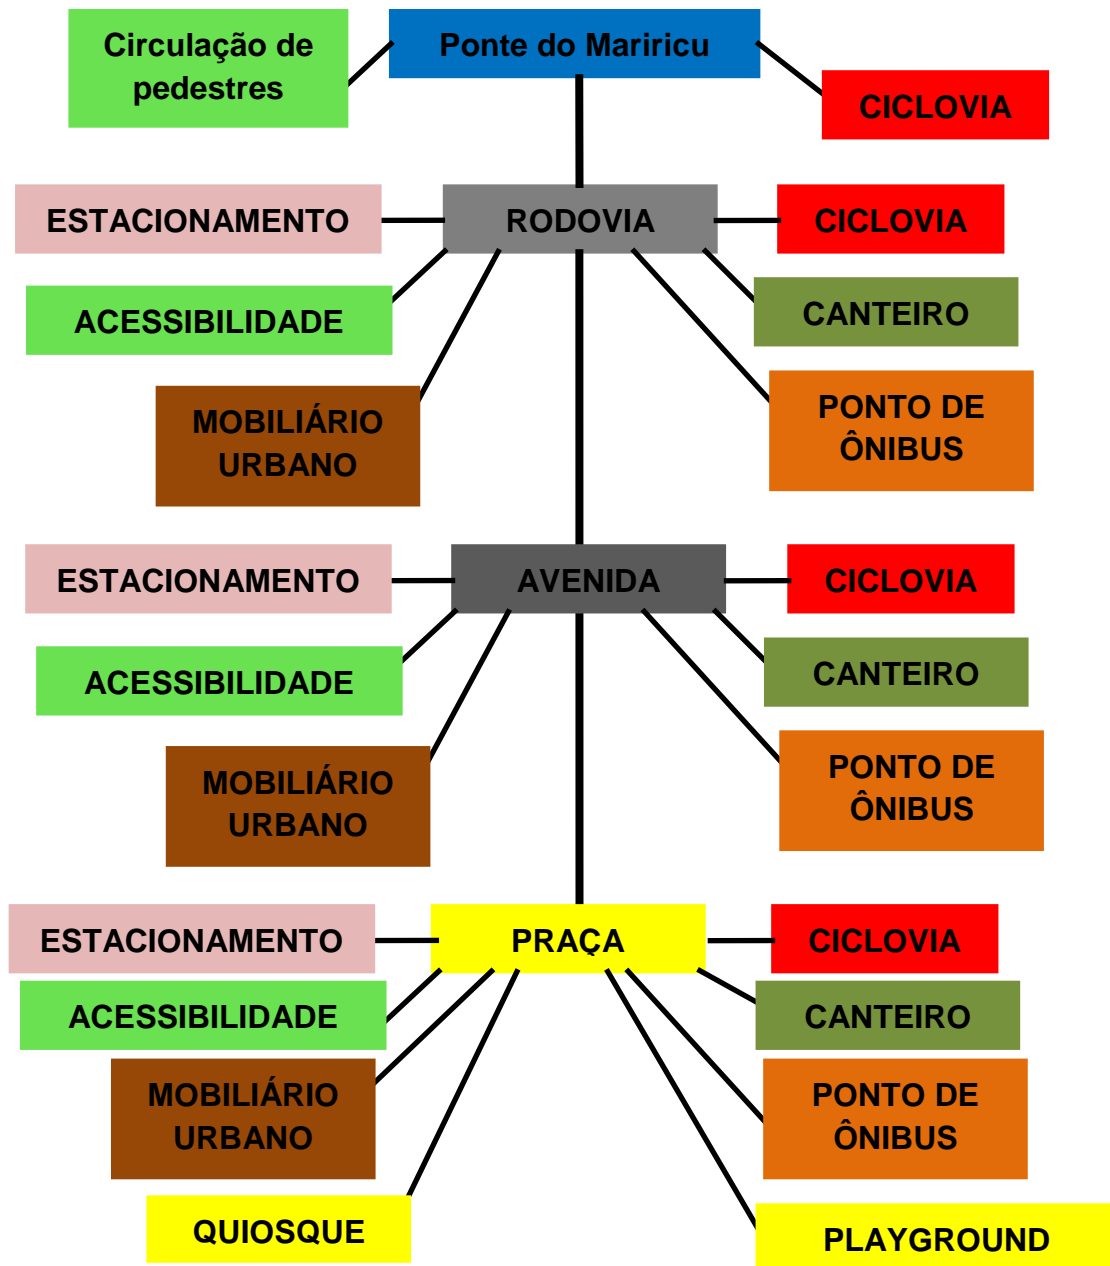 Circulação de
pedestres
Ponte do Mariricu
CICLOVIA
ESTACIONAMENTO
RODOVIA
CICLOVIA
ACESSIBILIDADE
CANTEIRO
MOBILIÁRIO
URBANO
PONTO DE
ÔNIBUS
ESTACIONAMENTO
AVENIDA
CICLOVIA
ACESSIBILIDADE
CANTEIRO
MOBILIÁRIO
URBANO
PONTO DE
ÔNIBUS
ESTACIONAMENTO
PRAÇA
CICLOVIA
ACESSIBILIDADE
CANTEIRO
MOBILIÁRIO
URBANO
PONTO DE
ÔNIBUS
QUIOSQUE
PLAYGROUND